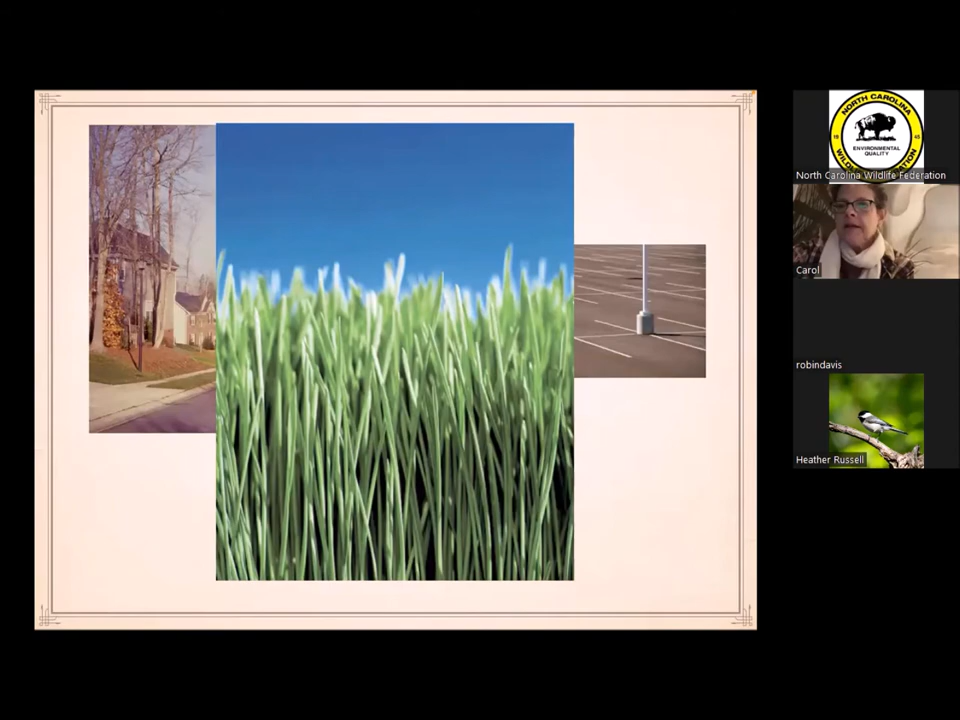 NORTH CAROLINA
ENVIRONMENTAL
QUALITY
North Carolina Wildlife Federation
Carol
robindavis
Heather Russell